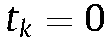 t_k = 0